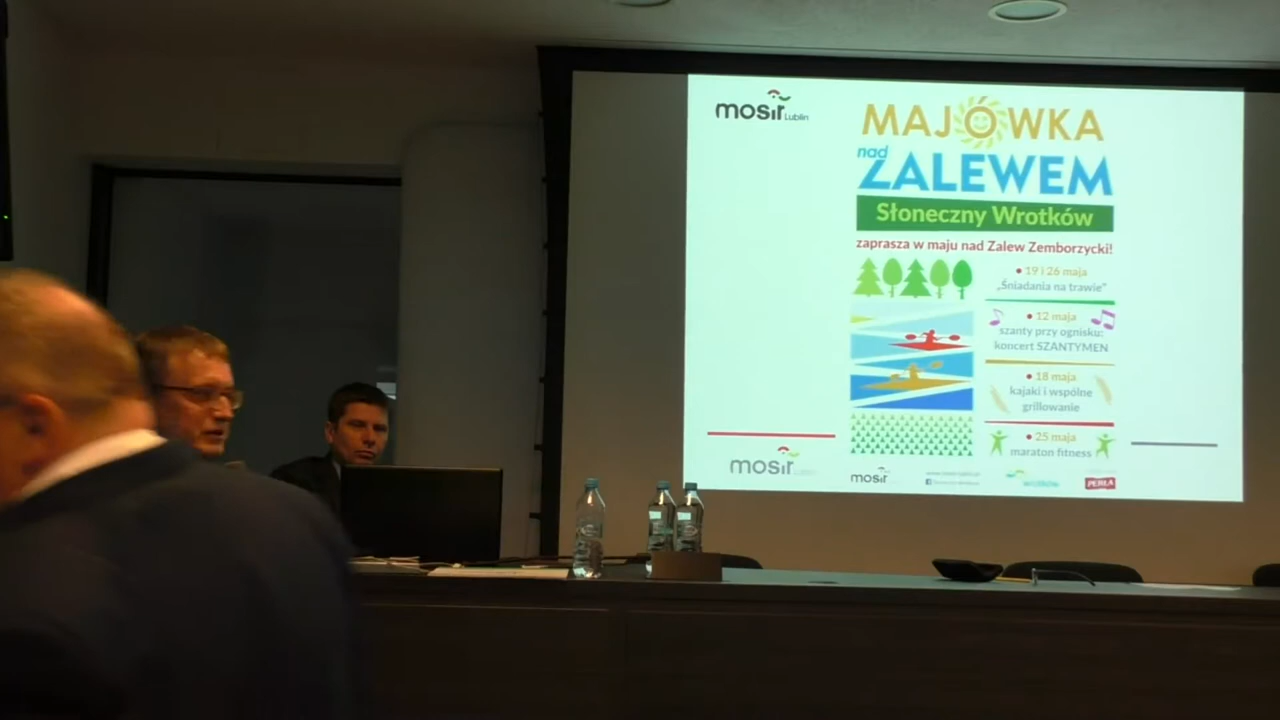 mosir Lublin
MAJÓWKA
nad
ZALEWEM
Słoneczny Wrotków
zaprasza w maju nad Zalew Zemborzycki!
• 19 i 26 maja
„Śniadania na trawie”
• 12 maja
szanty przy ognisku:
koncert SZANTYMEN
• 18 maja
kajaki i wspólne
grillowanie
• 25 maja
maraton fitness
mosir
mosir
PERŁA